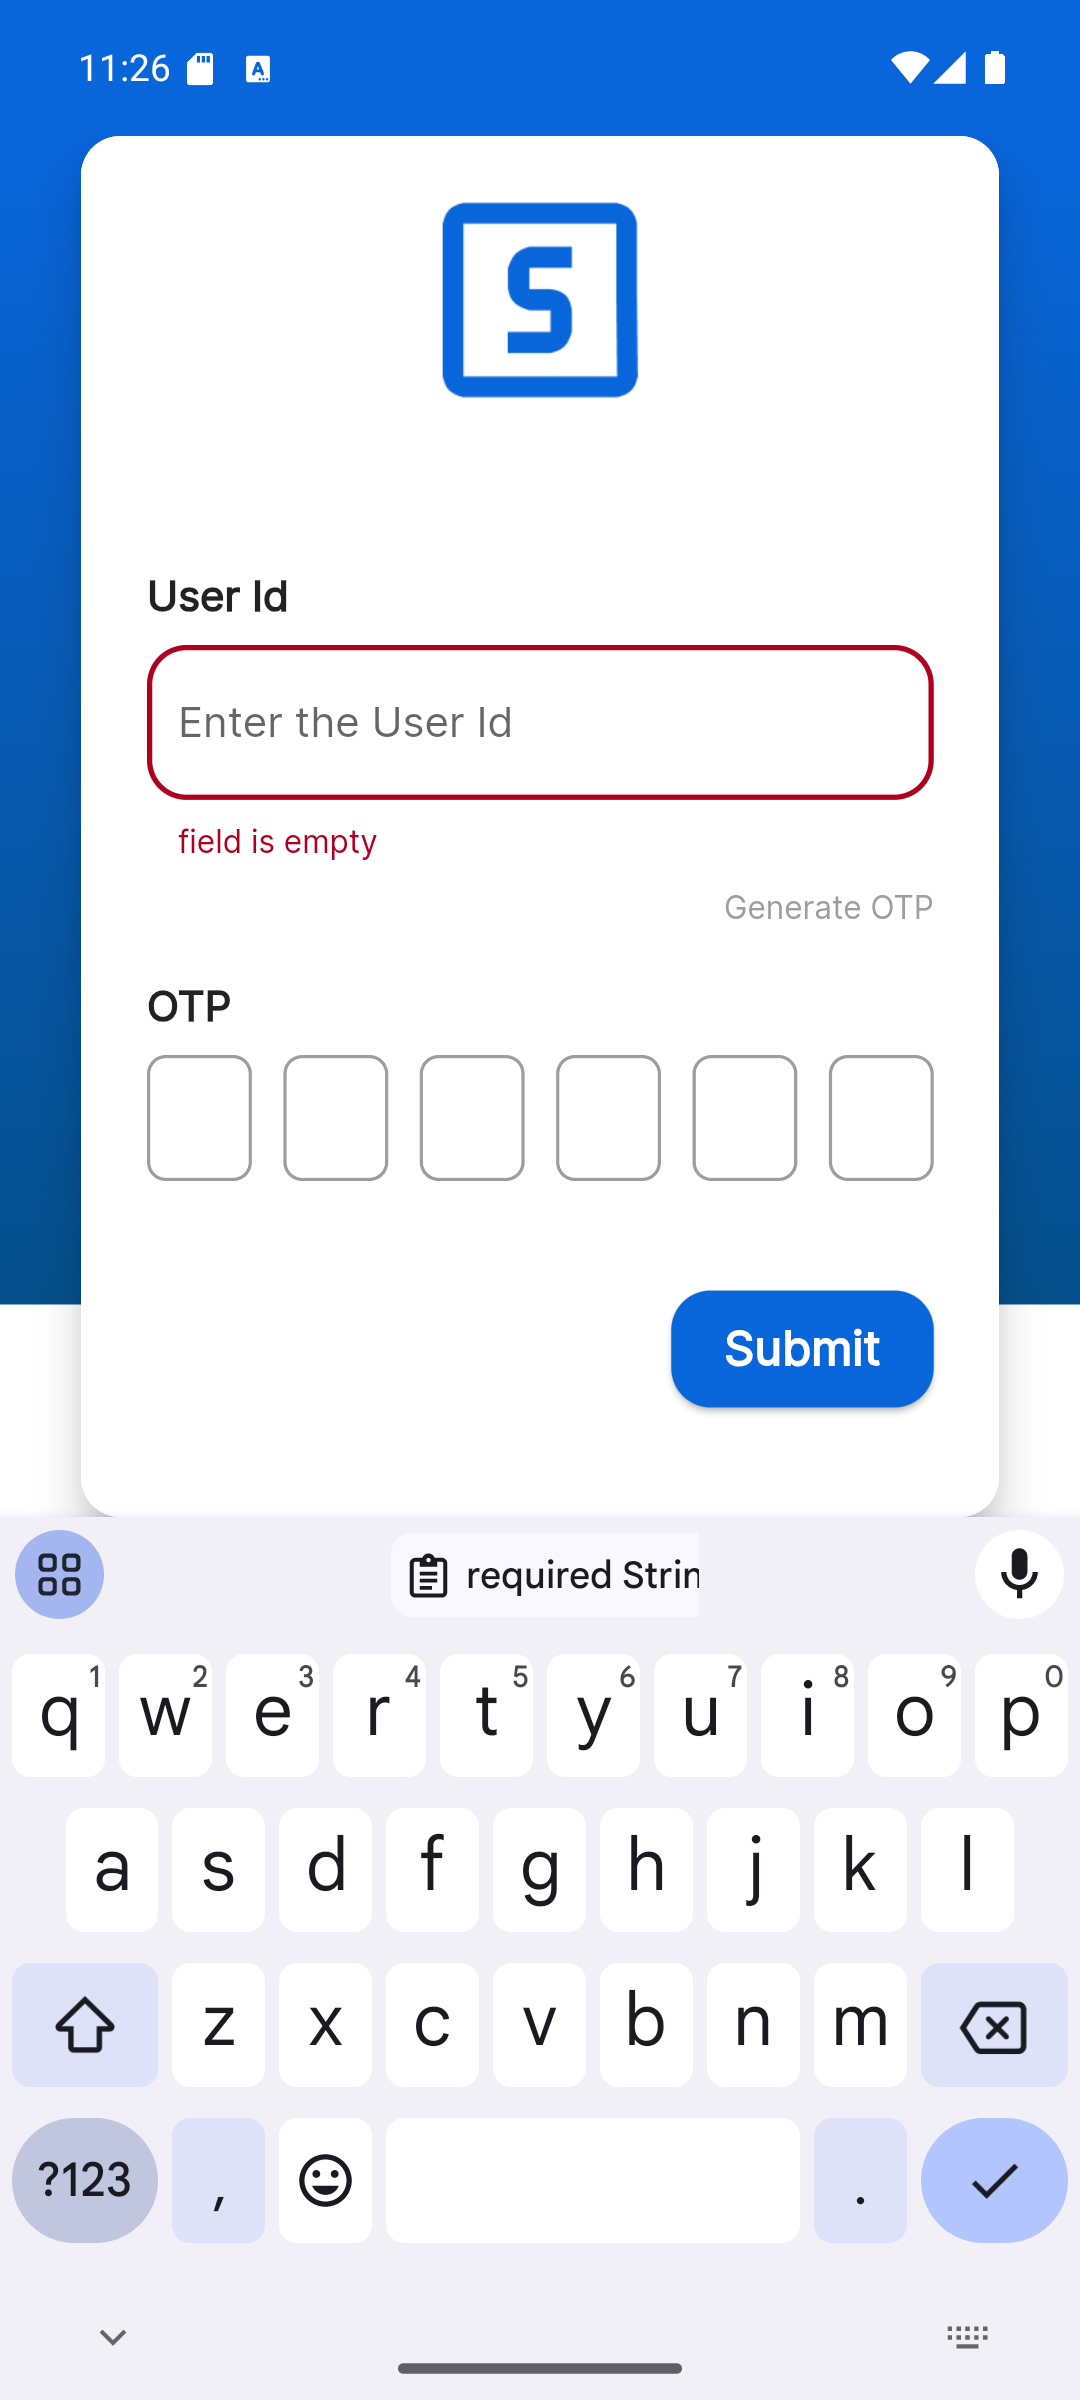 11:26
S
User Id
Enter the User Id
field is empty
Generate OTP
OTP
Submit
required Strin
q 1 w 2 e 3 r 4 t 5 y 6 u 7 i 8 o 9 p 0
a s d f g h j k l
z x c v b n m
?123 , .